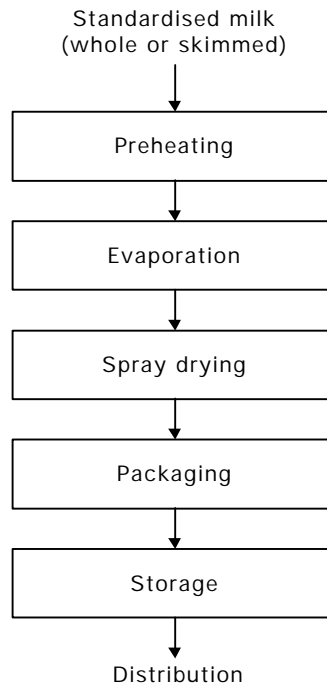 Standardised milk
(whole or skimmed)
Preheating
Evaporation
Spray drying
Packaging
Storage
Distribution